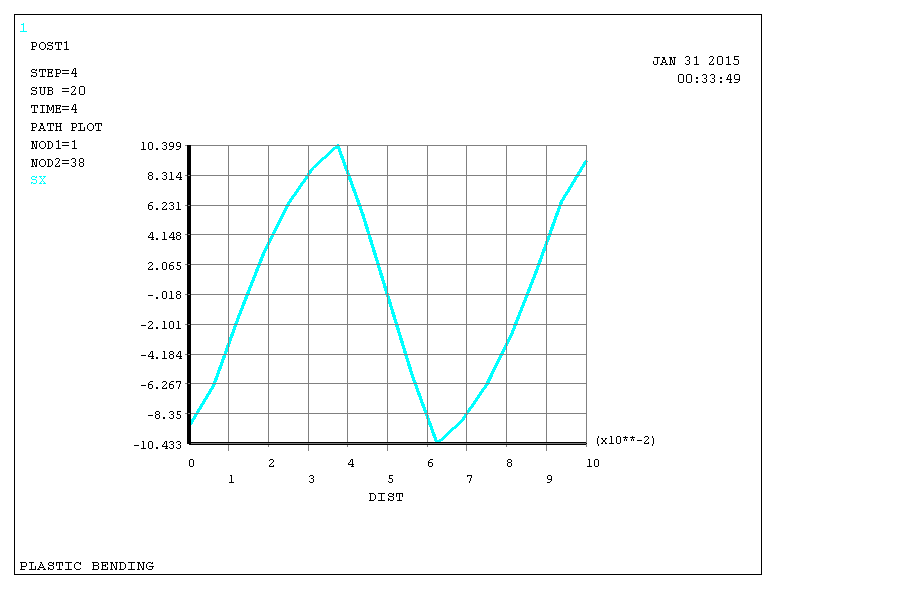 1
POST1
STEP=4
SUB =20
TIME=4
PATH PLOT
NOD1=1
NOD2=38
SX
JAN 31 2015
00:33:49
10.399
8.314
6.231
4.148
2.065
-.018
-2.101
-4.184
-6.267
-8.35
-10.433
(x10**-2)
0 2 4 6 8 10
1 3 5 7 9
DIST
PLASTIC BENDING